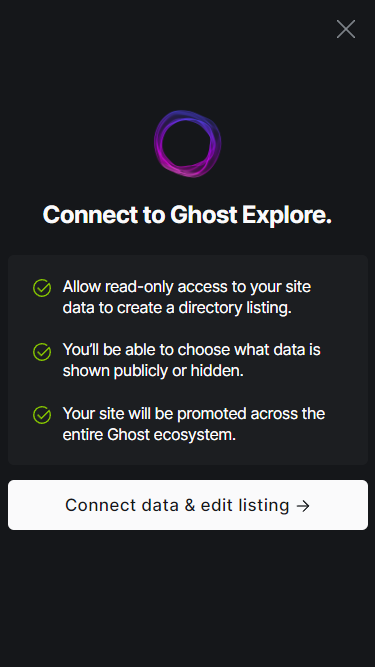 Connect to Ghost Explore.
Allow read-only access to your site
data to create a directory listing.
You’ll be able to choose what data is
shown publicly or hidden.
Your site will be promoted across the
entire Ghost ecosystem.
Connect data & edit listing →